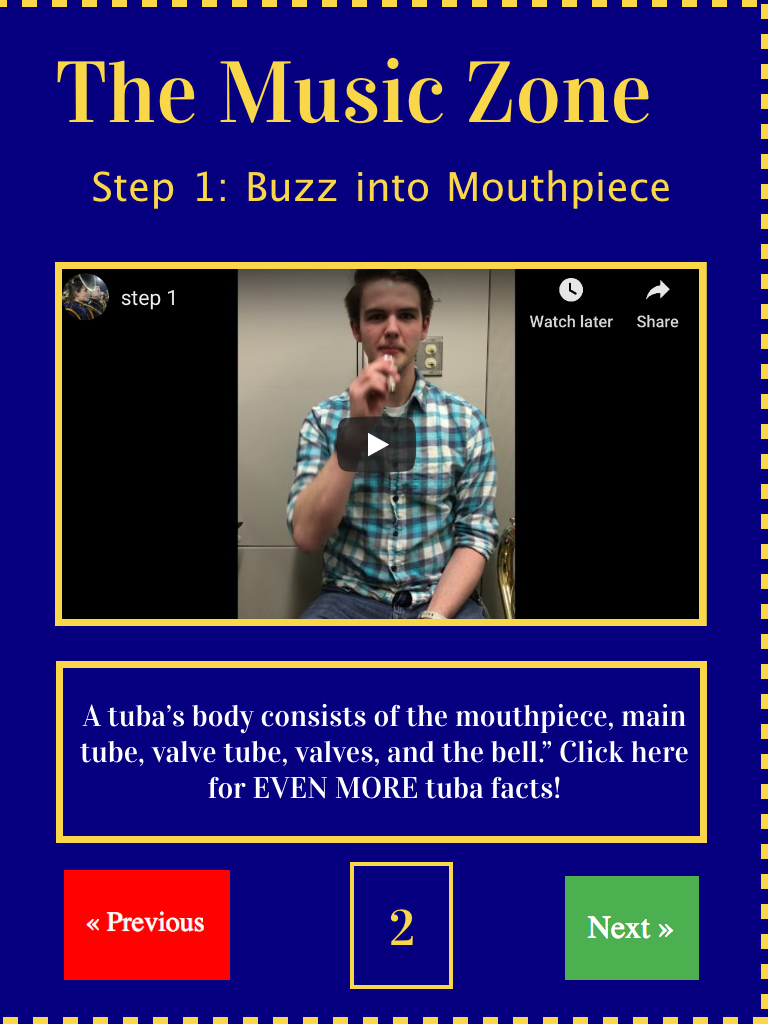 The Music Zone
Step 1: Buzz into Mouthpiece
step 1
Watch later
Share
A tuba’s body consists of the mouthpiece, main
tube, valve tube, valves, and the bell.” Click here
for EVEN MORE tuba facts!
« Previous
2
Next »